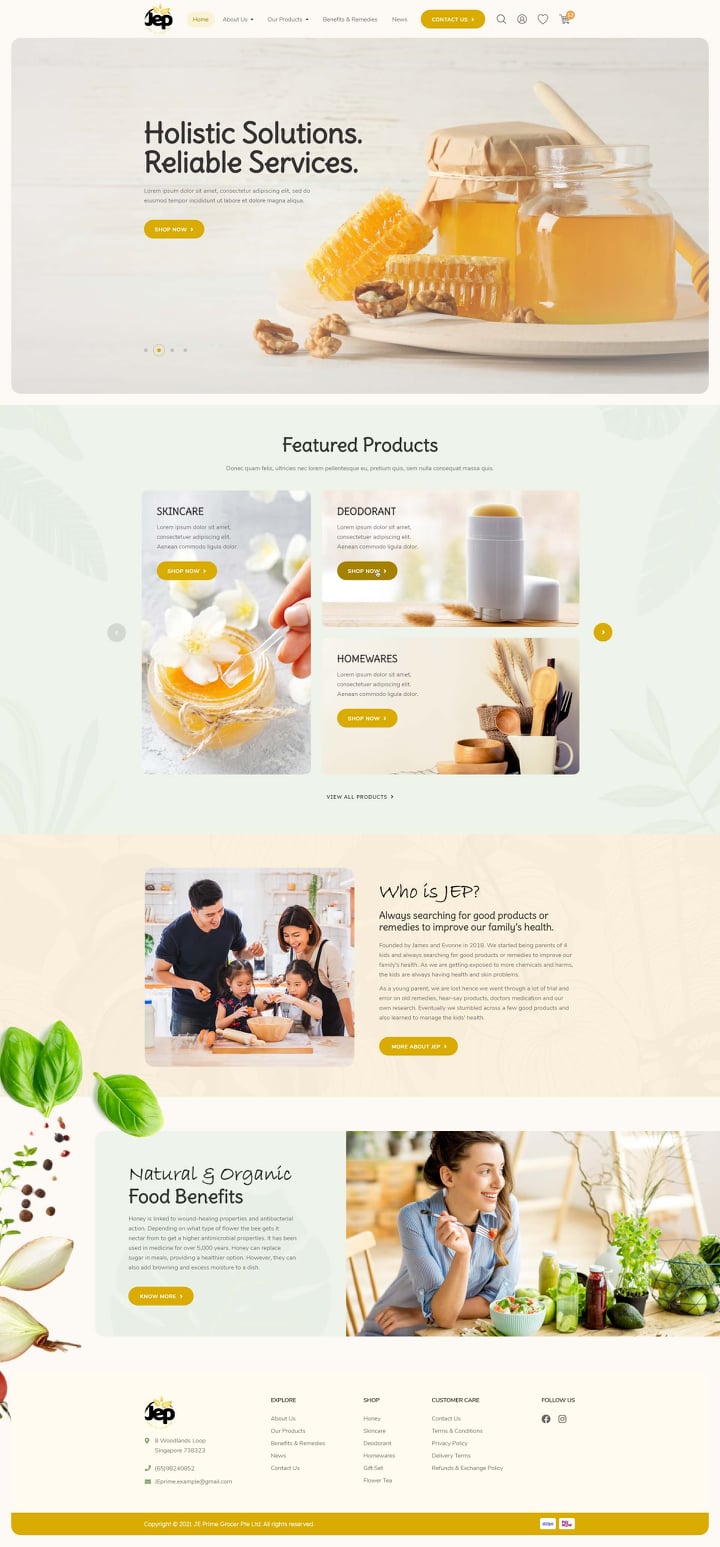 Jep
Home
About Us
Our Products
Benefits & Remedies
News
CONTACT US
Holistic Solutions.
Reliable Services.
Lorem ipsum dolor sit amet, consectetur adipiscing elit, sed do
eiusmod tempor incididunt ut labore et dolore magna aliqua.
SHOP NOW
Featured Products
Donec quam felis, ultricies nec lorem pellentesque eu, pretium quis, sem nulla consequat massa quis.
SKINCARE
Lorem ipsum dolor sit amet,
consectetuer adipiscing elit.
Aenean commodo ligula dolor.
SHOP NOW
DEODORANT
Lorem ipsum dolor sit amet,
consectetuer adipiscing elit.
Aenean commodo ligula dolor.
SHOP NOW
HOMEWARES
Lorem ipsum dolor sit amet,
consectetuer adipiscing elit.
Aenean commodo ligula dolor.
SHOP NOW
VIEW ALL PRODUCTS
Who is JEP?
Always searching for good products or
remedies to improve our family's health.
Founded by James and Evonne in 2018. We started being parents of 4
kids and always searching for good products or remedies to improve our
family's health. As we are getting exposed to more chemicals and harms,
the kids are always having health and skin problems.
As a young parent, we are lost hence we went through a lot of trial and
error on old remedies, hear-say products, doctors medication and our
own research. Eventually we stumbled across a few good products and
also learned to manage the kids' health.
MORE ABOUT JEP
Natural & Organic
Food Benefits
Honey is linked to wound-healing properties and antibacterial
action. Depending on what type of flower the bee gets it
nectar from to get a higher antimicrobial properties. It has been
used in medicine for over 5,000 years. Honey can replace
sugar in meals, providing a healthier option. However, they can
also add browning and excess moisture to a dish.
KNOW MORE
Jep
8 Woodlands Loop
Singapore 738323
(65)98240852
JEprime.example@gmail.com
EXPLORE
About Us
Our Products
Benefits & Remedies
News
Contact Us
SHOP
Honey
Skincare
Deodorant
Homewares
Gift Set
Flower Tea
CUSTOMER CARE
Contact Us
Terms & Conditions
Privacy Policy
Delivery Terms
Refunds & Exchange Policy
FOLLOW US
Copyright © 2021 JE Prime Grocer Pte Ltd. All rights reserved.
PAY NOW